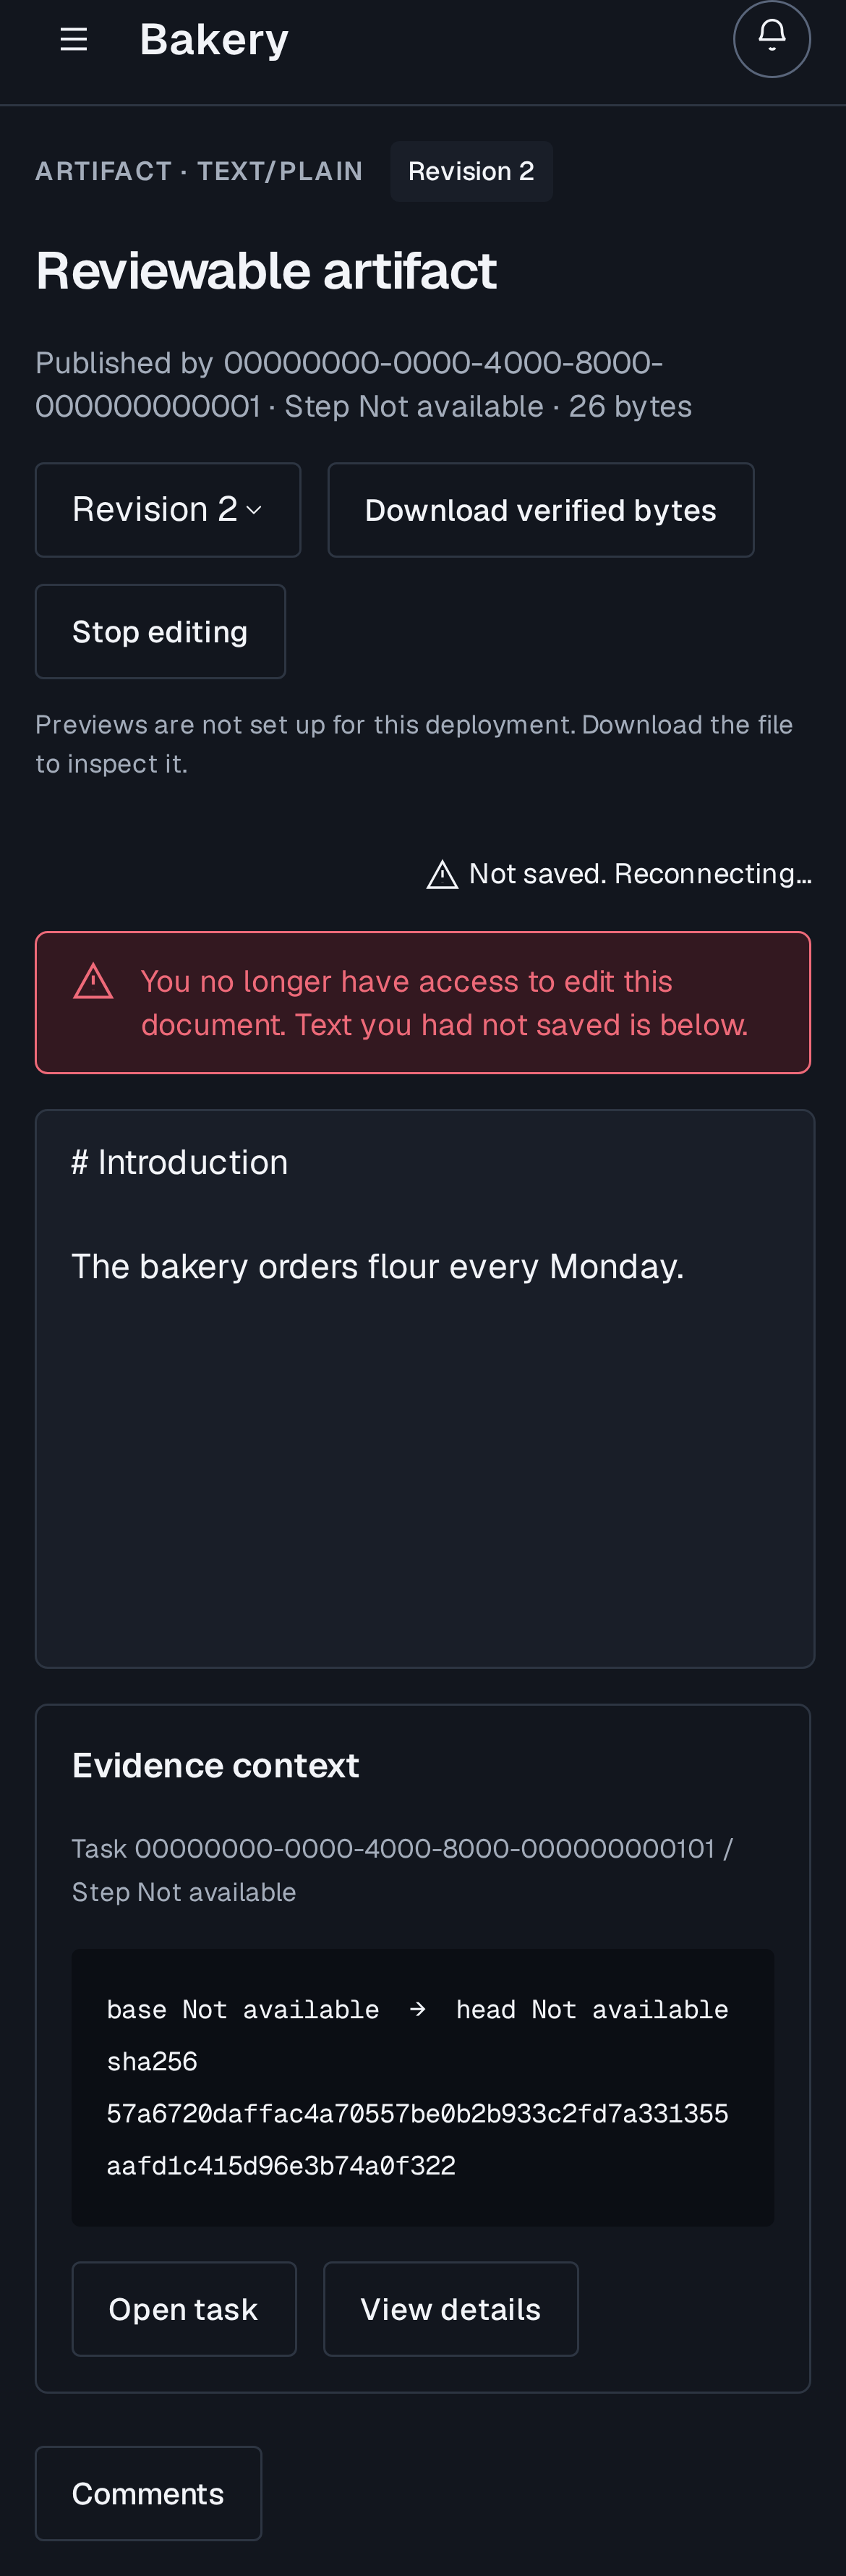 Bakery
ARTIFACT · TEXT/PLAIN
Revision 2
Reviewable artifact
Published by 00000000-0000-4000-8000-
000000000001 · Step Not available · 26 bytes
Revision 2
Download verified bytes
Stop editing
Previews are not set up for this deployment. Download the file
to inspect it.
Not saved. Reconnecting…
You no longer have access to edit this
document. Text you had not saved is below.
# Introduction
The bakery orders flour every Monday.
Evidence context
Task 00000000-0000-4000-8000-000000000101 /
Step Not available
base Not available → head Not available
sha256
57a6720daffac4a70557be0b2b933c2fd7a331355
aafd1c415d96e3b74a0f322
Open task
View details
Comments